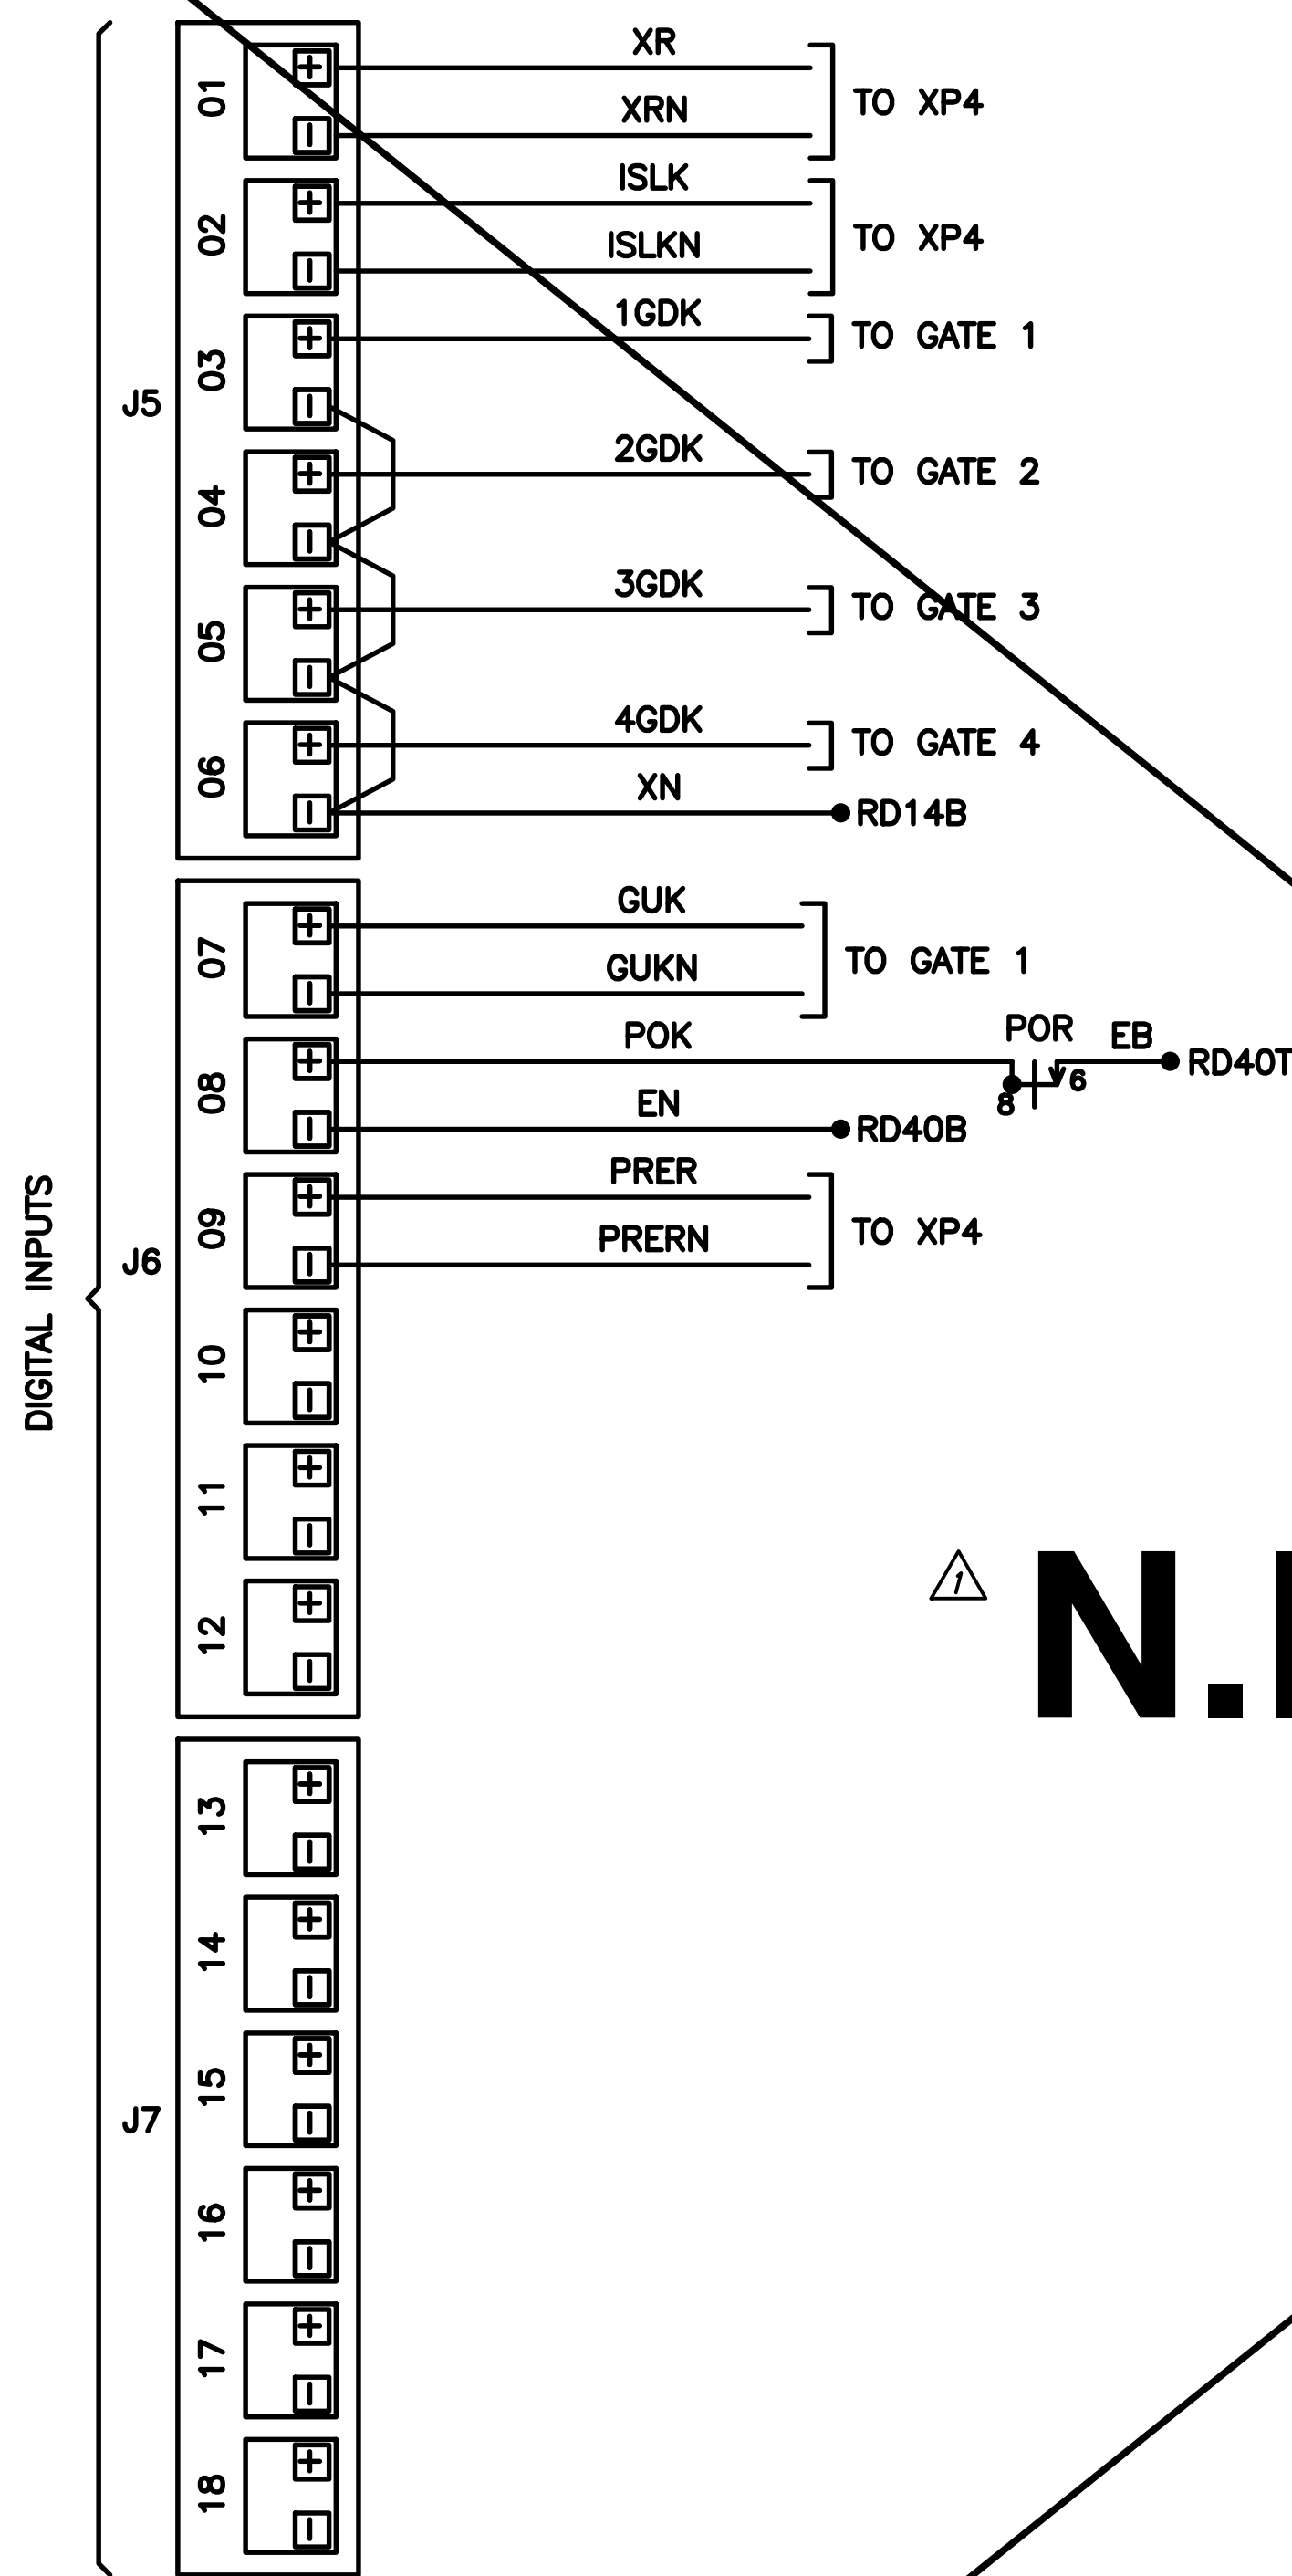 DIGITAL INPUTS
J5
01
+
XR
TO XP4
-
XRN
02
+
ISLK
TO XP4
-
ISLKN
03
+
1GDK
TO GATE 1
-
04
+
2GDK
TO GATE 2
-
05
+
3GDK
TO GATE 3
-
06
+
4GDK
TO GATE 4
-
XN
RD14B
J6
07
+
GUK
TO GATE 1
-
GUKN
08
+
POK
POR
8
6
EB
RD40T
-
EN
RD40B
09
+
PRER
TO XP4
-
PRERN
10
+
-
11
+
-
12
+
-
1
N.
J7
13
+
-
14
+
-
15
+
-
16
+
-
17
+
-
18
+
-